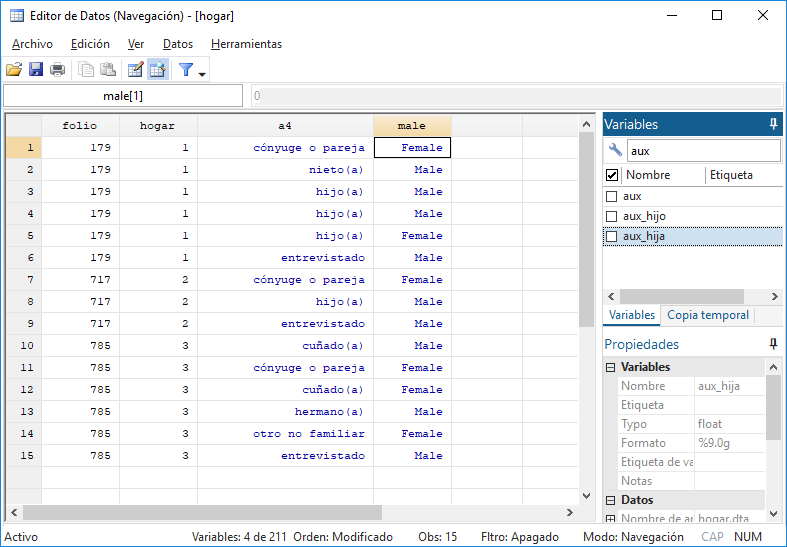 Editor de Datos (Navegación) - [hogar]
Archivo Edición Ver Datos Herramientas
male[1] 0
folio hogar a4 male
1 179 1 cónyuge o pareja Female
2 179 1 nieto(a) Male
3 179 1 hijo(a) Male
4 179 1 hijo(a) Male
5 179 1 hijo(a) Female
6 179 1 entrevistado Male
7 717 2 cónyuge o pareja Female
8 717 2 hijo(a) Male
9 717 2 entrevistado Male
10 785 3 cuñado(a) Male
11 785 3 cónyuge o pareja Female
12 785 3 cuñado(a) Female
13 785 3 hermano(a) Male
14 785 3 otro no familiar Female
15 785 3 entrevistado Male
Variables
aux
Nombre Etiqueta
aux
aux_hijo
aux_hija
Variables Copia temporal
Propiedades
Variables
Nombre aux_hija
Etiqueta
Tipo float
Formato %9.0g
Etiqueta de va
Notas
Datos
Nombre de ar hogar.dta
Activo Variables: 4 de 211 Orden: Modificado Obs: 15 Fltro: Apagado Modo: Navegación CAP NUM